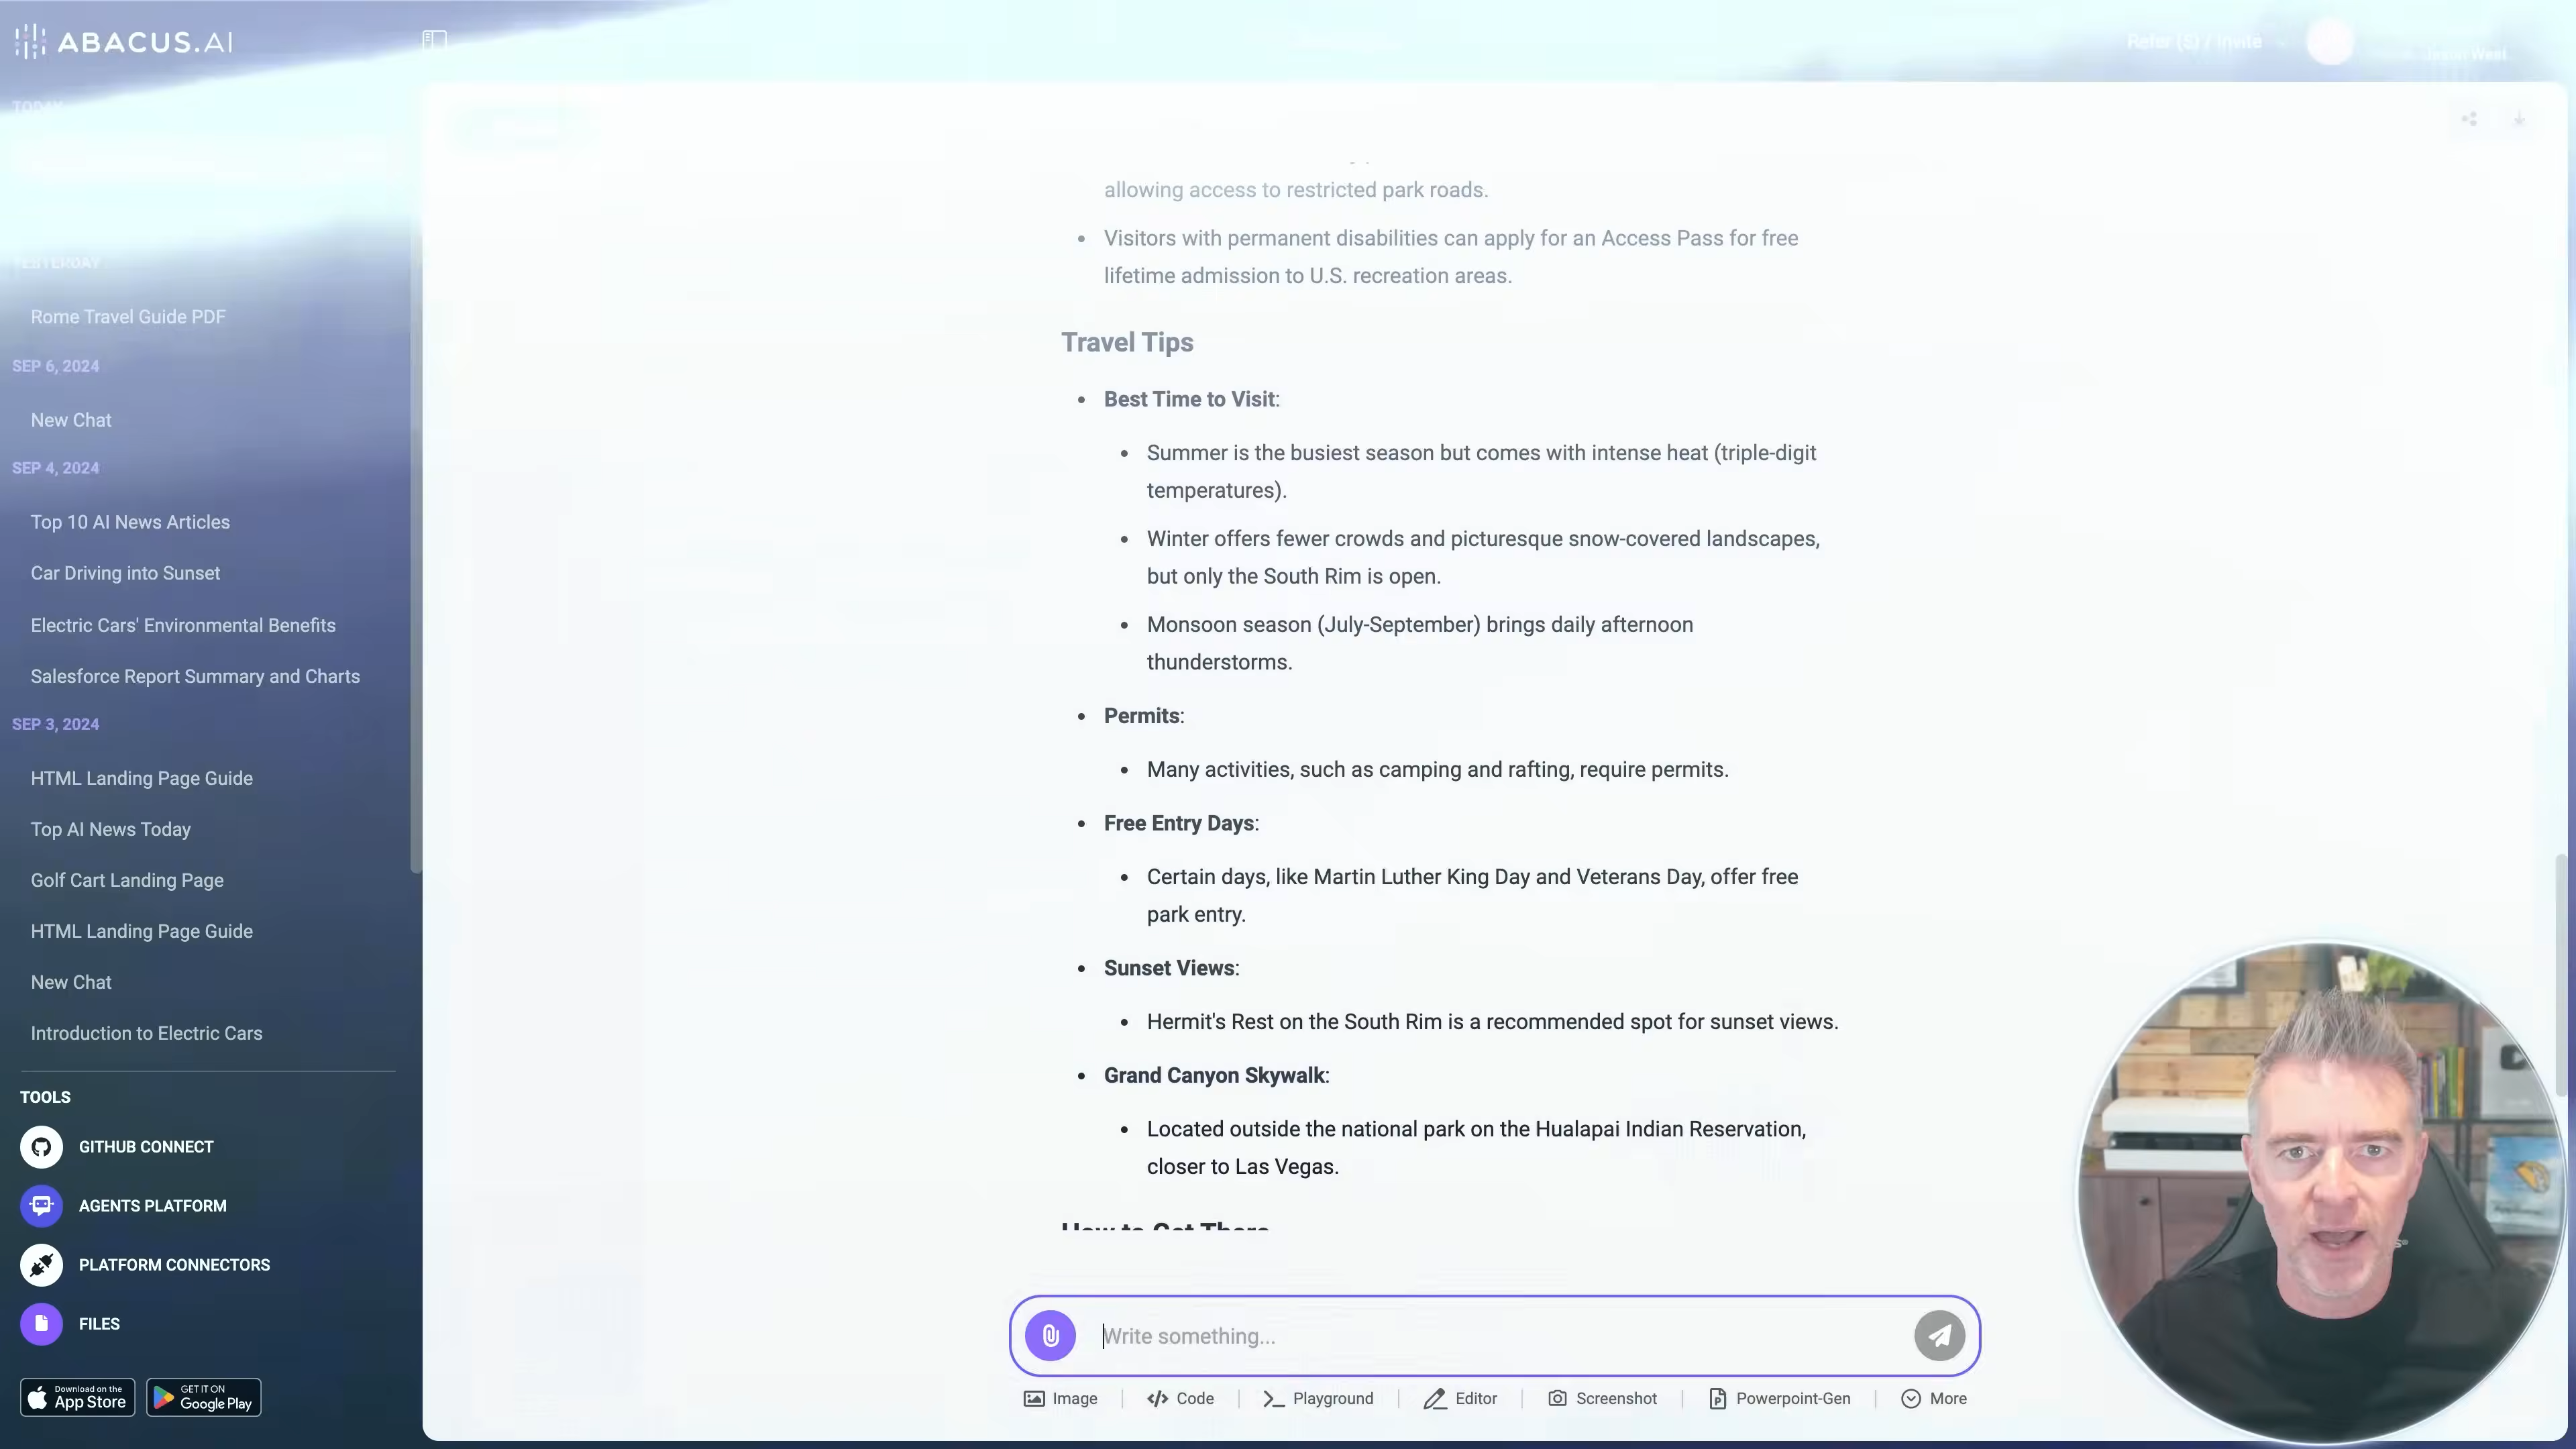 ABACUS.AI
Refer ($) / Invite
Jason West
TODAY
YESTERDAY
Rome Travel Guide PDF
SEP 6, 2024
New Chat
SEP 4, 2024
Top 10 AI News Articles
Car Driving into Sunset
Electric Cars' Environmental Benefits
Salesforce Report Summary and Charts
SEP 3, 2024
HTML Landing Page Guide
Top AI News Today
Golf Cart Landing Page
HTML Landing Page Guide
New Chat
Introduction to Electric Cars
TOOLS
GITHUB CONNECT
AGENTS PLATFORM
PLATFORM CONNECTORS
FILES
Download on the
App Store
GET IT ON
Google Play
allowing access to restricted park roads.
• Visitors with permanent disabilities can apply for an Access Pass for free
lifetime admission to U.S. recreation areas.
Travel Tips
• Best Time to Visit:
• Summer is the busiest season but comes with intense heat (triple-digit
temperatures).
• Winter offers fewer crowds and picturesque snow-covered landscapes,
but only the South Rim is open.
• Monsoon season (July-September) brings daily afternoon
thunderstorms.
• Permits:
• Many activities, such as camping and rafting, require permits.
• Free Entry Days:
• Certain days, like Martin Luther King Day and Veterans Day, offer free
park entry.
• Sunset Views:
• Hermit's Rest on the South Rim is a recommended spot for sunset views.
• Grand Canyon Skywalk:
• Located outside the national park on the Hualapai Indian Reservation,
closer to Las Vegas.
How to Get There
Write something...
Image
Code
Playground
Editor
Screenshot
Powerpoint-Gen
More